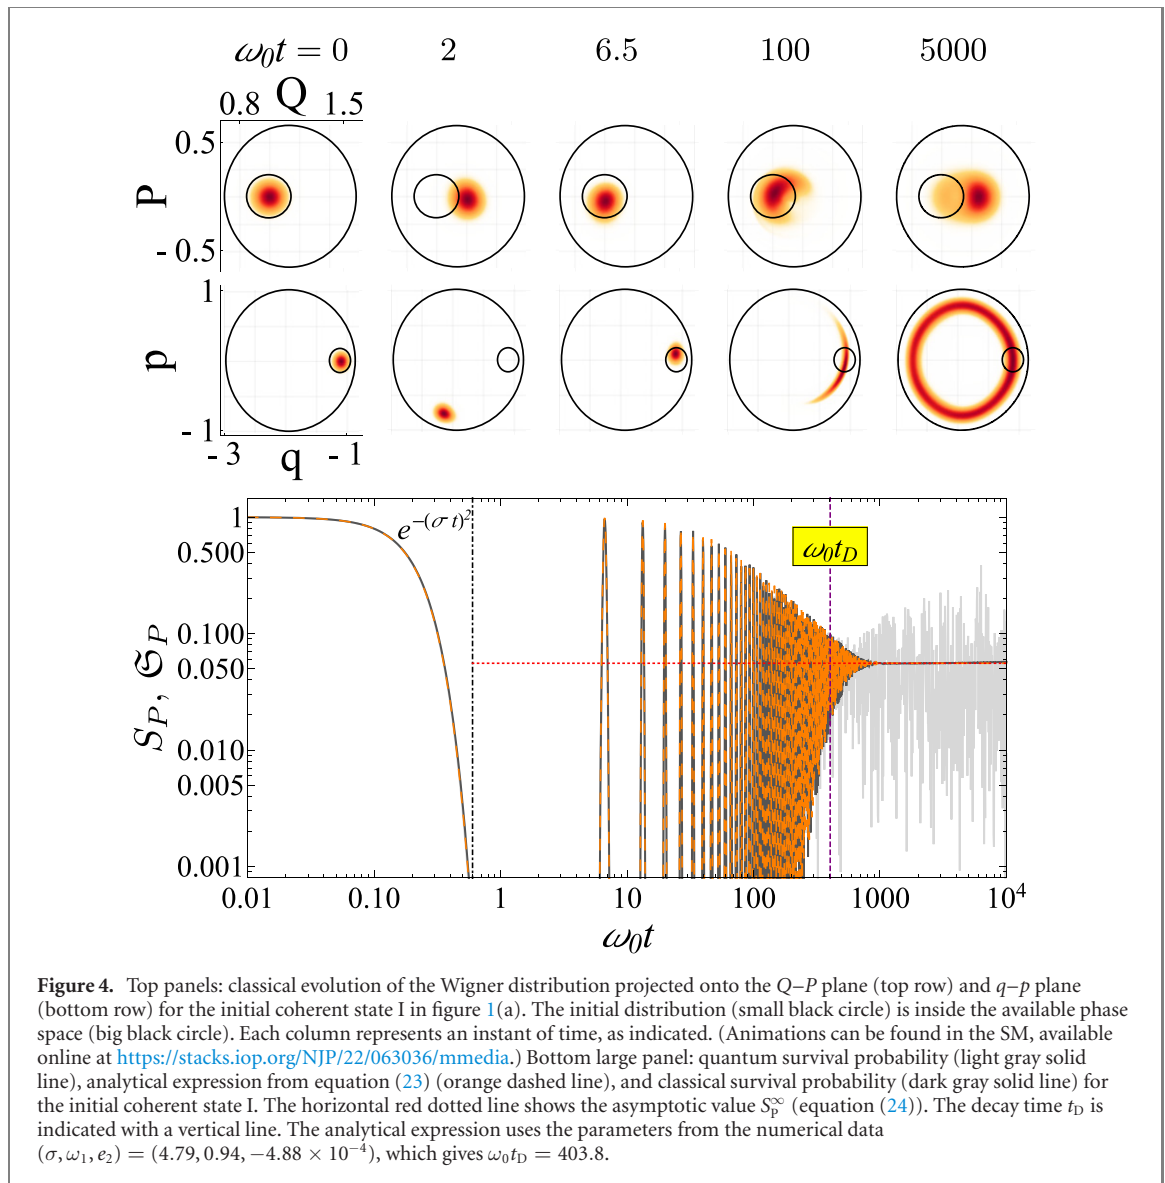 ω₀t = 0 2 6.5 100 5000
0.8 Q 1.5
0.5
P
- 0.5
1
p
- 1
- 3 q - 1
1
0.500
0.100
0.050
0.010
0.005
0.001
S_P, 𝔖_P
e^{-(σ t)^2}
ω₀t_D
0.01 0.10 1 10 100 1000 10⁴
ω₀t
Figure 4. Top panels: classical evolution of the Wigner distribution projected onto the Q–P plane (top row) and q–p plane
(bottom row) for the initial coherent state I in figure 1(a). The initial distribution (small black circle) is inside the available phase
space (big black circle). Each column represents an instant of time, as indicated. (Animations can be found in the SM, available
online at https://stacks.iop.org/NJP/22/063036/mmedia.) Bottom large panel: quantum survival probability (light gray solid
line), analytical expression from equation (23) (orange dashed line), and classical survival probability (dark gray solid line) for
the initial coherent state I. The horizontal red dotted line shows the asymptotic value S_P^∞ (equation (24)). The decay time t_D is
indicated with a vertical line. The analytical expression uses the parameters from the numerical data
(σ, ω₁, e₂) = (4.79, 0.94, −4.88 × 10⁻⁴), which gives ω₀t_D = 403.8.